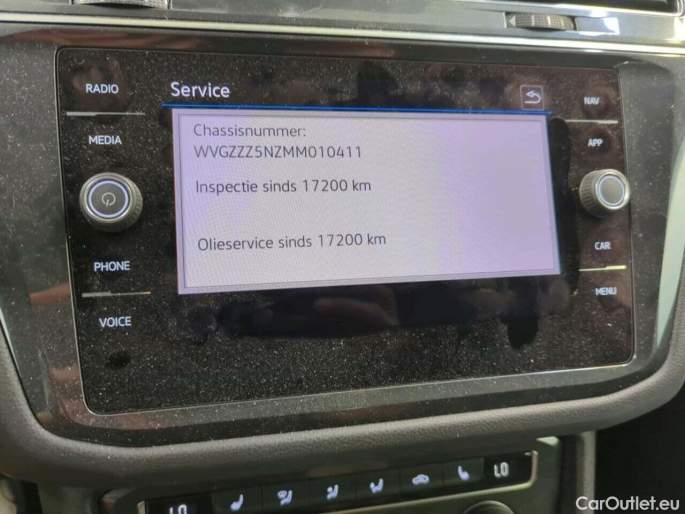 RADIO
MEDIA
PHONE
VOICE
Service
Chassisnummer:
WVGZZZ5NZMM010411
Inspectie sinds 17200 km
Olieservice sinds 17200 km
NAV
APP
CAR
MENU
LO
LO
CarOutlet.eu